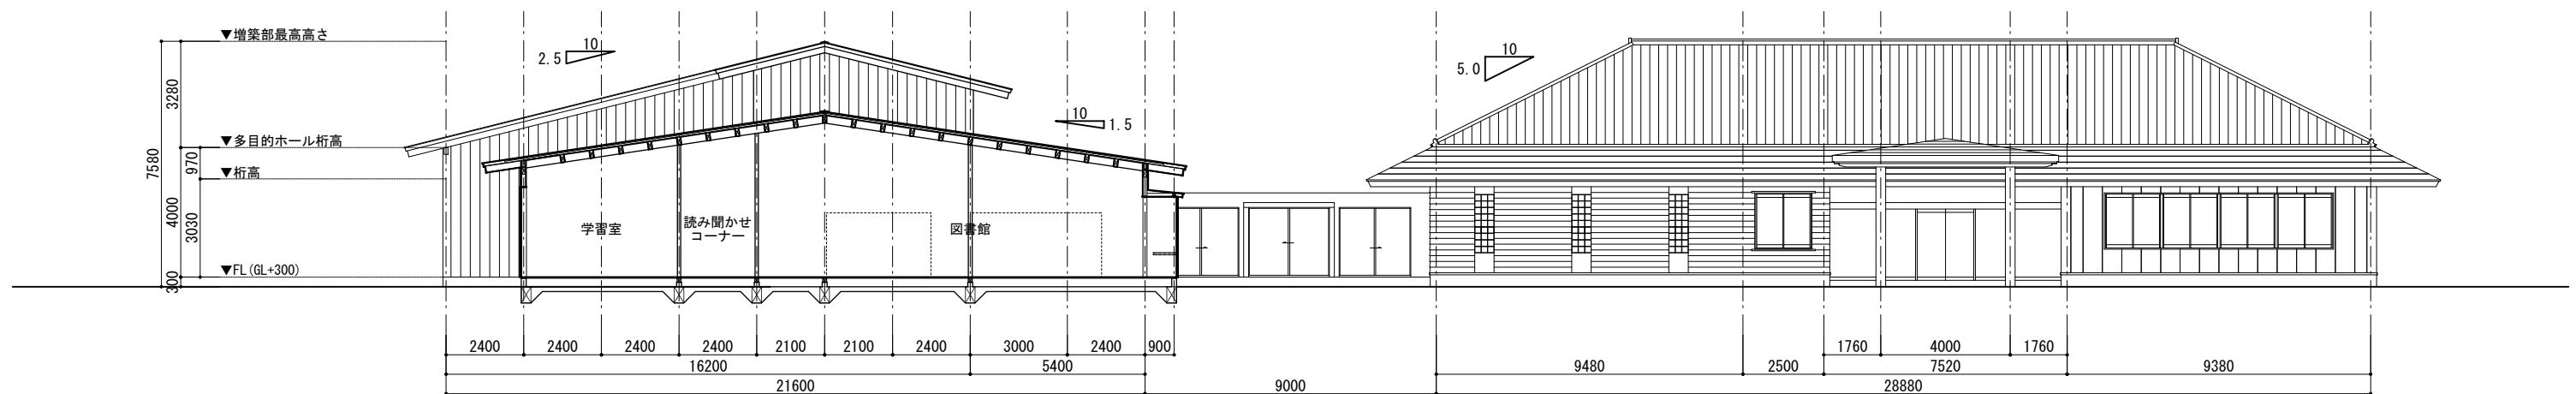 ▼増築部最高高さ
10
2.5
10
5.0
3280
7580
10
1.5
▼多目的ホール桁高
970
▼桁高
4000
3030
学習室
読み聞かせ
コーナー
図書館
▼FL(GL+300)
300
2400 2400 2400 2400 2100 2100 2400 3000 2400 900
1760 4000 1760
16200 5400
9480 2500 7520 9380
21600 9000 28880